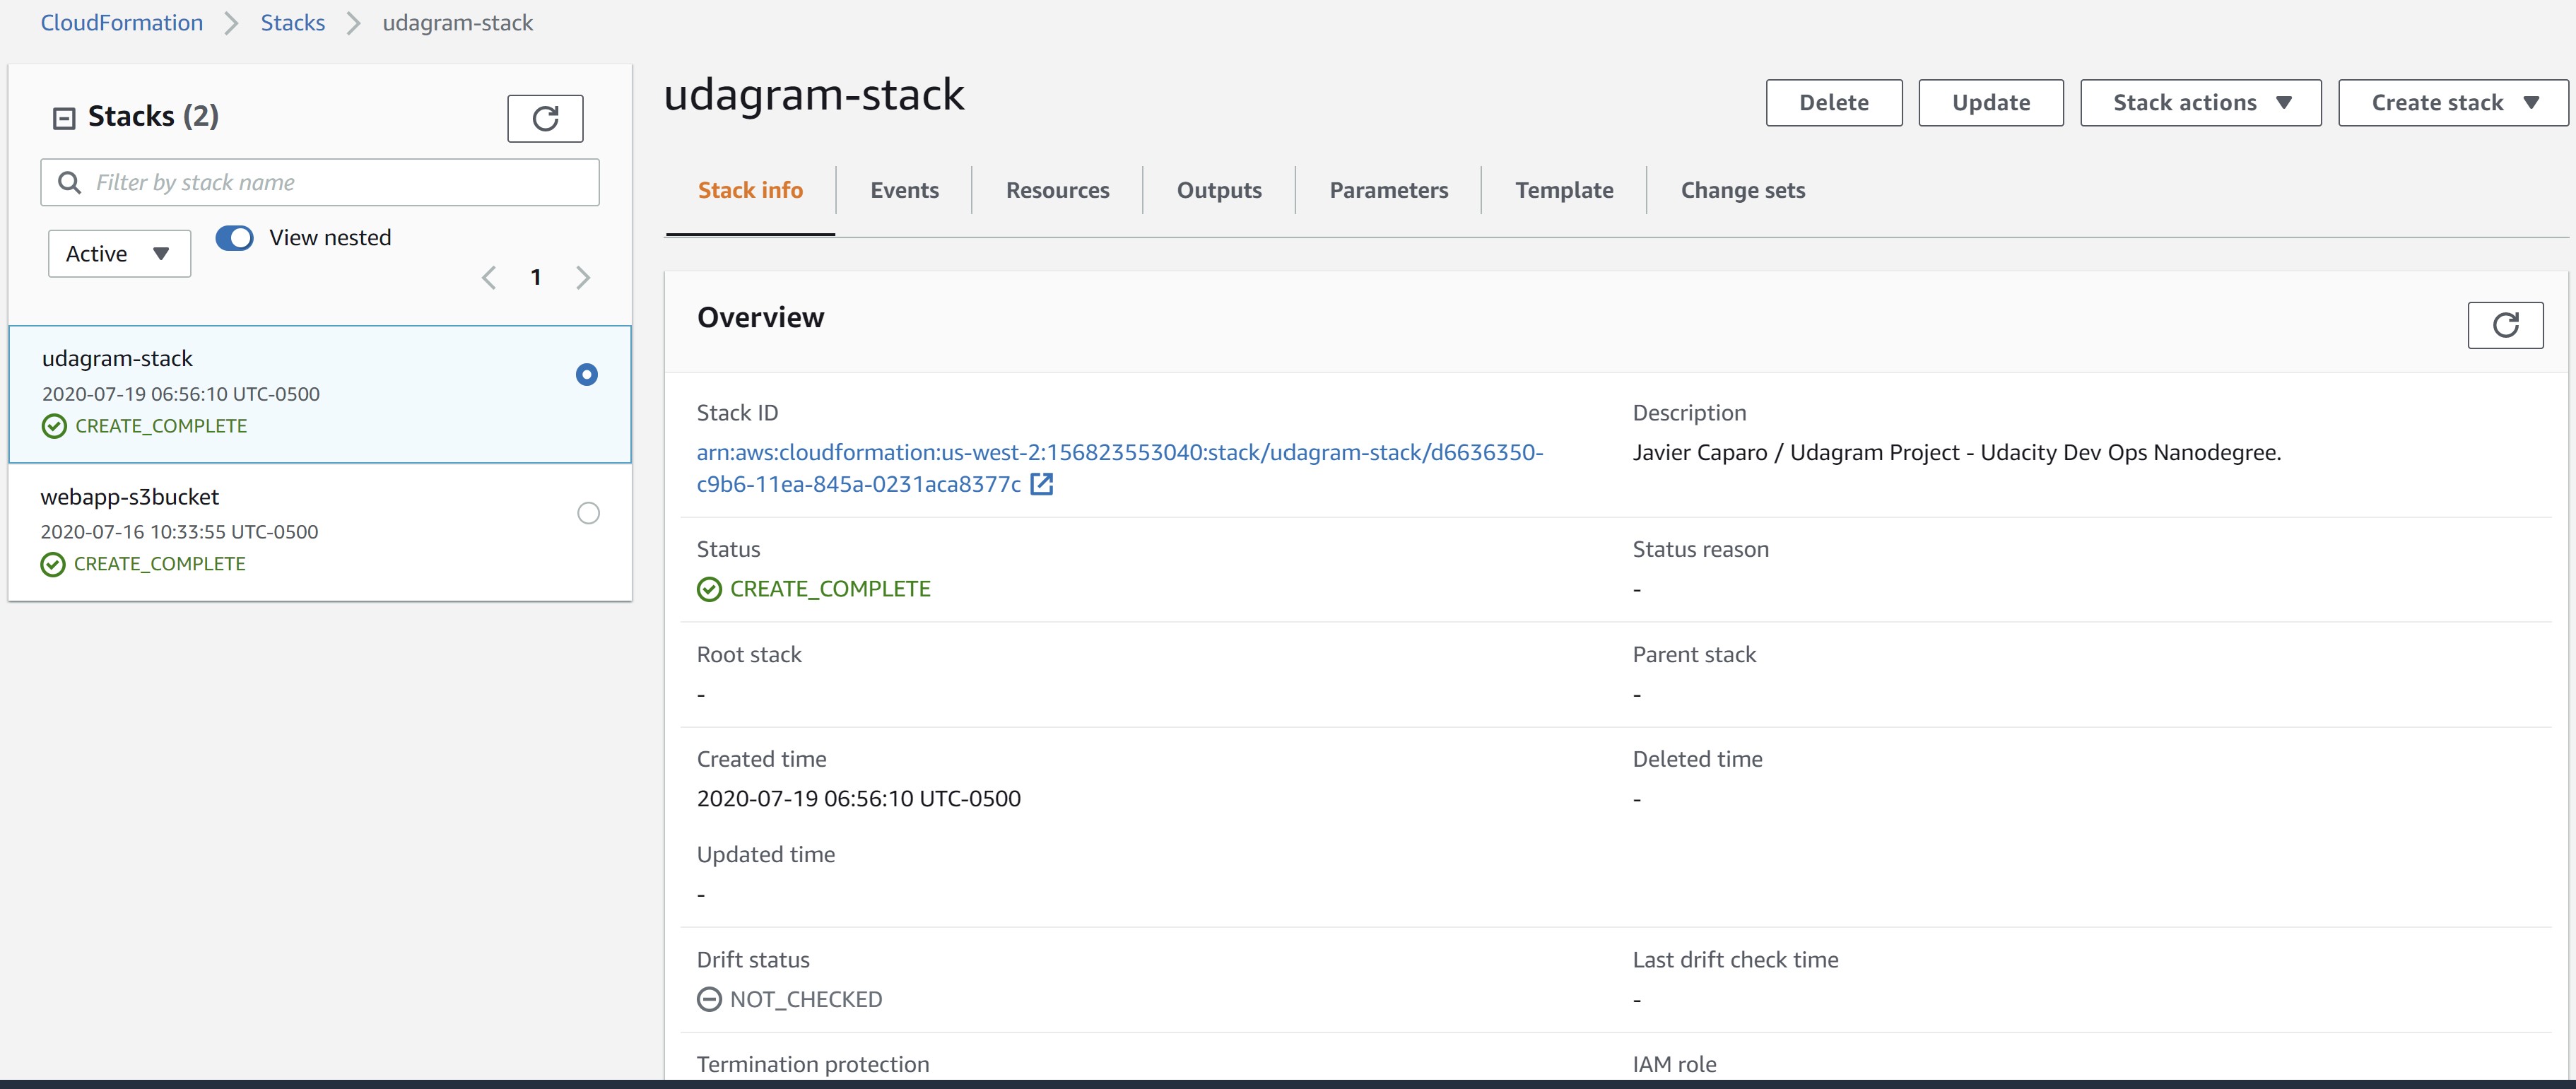 CloudFormation Stacks udagram-stack
Stacks (2)
Filter by stack name
Active
View nested
1
udagram-stack
2020-07-19 06:56:10 UTC-0500
CREATE_COMPLETE
webapp-s3bucket
2020-07-16 10:33:55 UTC-0500
CREATE_COMPLETE
udagram-stack
Delete
Update
Stack actions
Create stack
Stack info
Events
Resources
Outputs
Parameters
Template
Change sets
Overview
Stack ID
arn:aws:cloudformation:us-west-2:156823553040:stack/udagram-stack/d6636350-
c9b6-11ea-845a-0231aca8377c
Description
Javier Caparo / Udagram Project - Udacity Dev Ops Nanodegree.
Status
CREATE_COMPLETE
Status reason
-
Root stack
-
Parent stack
-
Created time
2020-07-19 06:56:10 UTC-0500
Deleted time
-
Updated time
-
Drift status
NOT_CHECKED
Last drift check time
-
Termination protection
IAM role